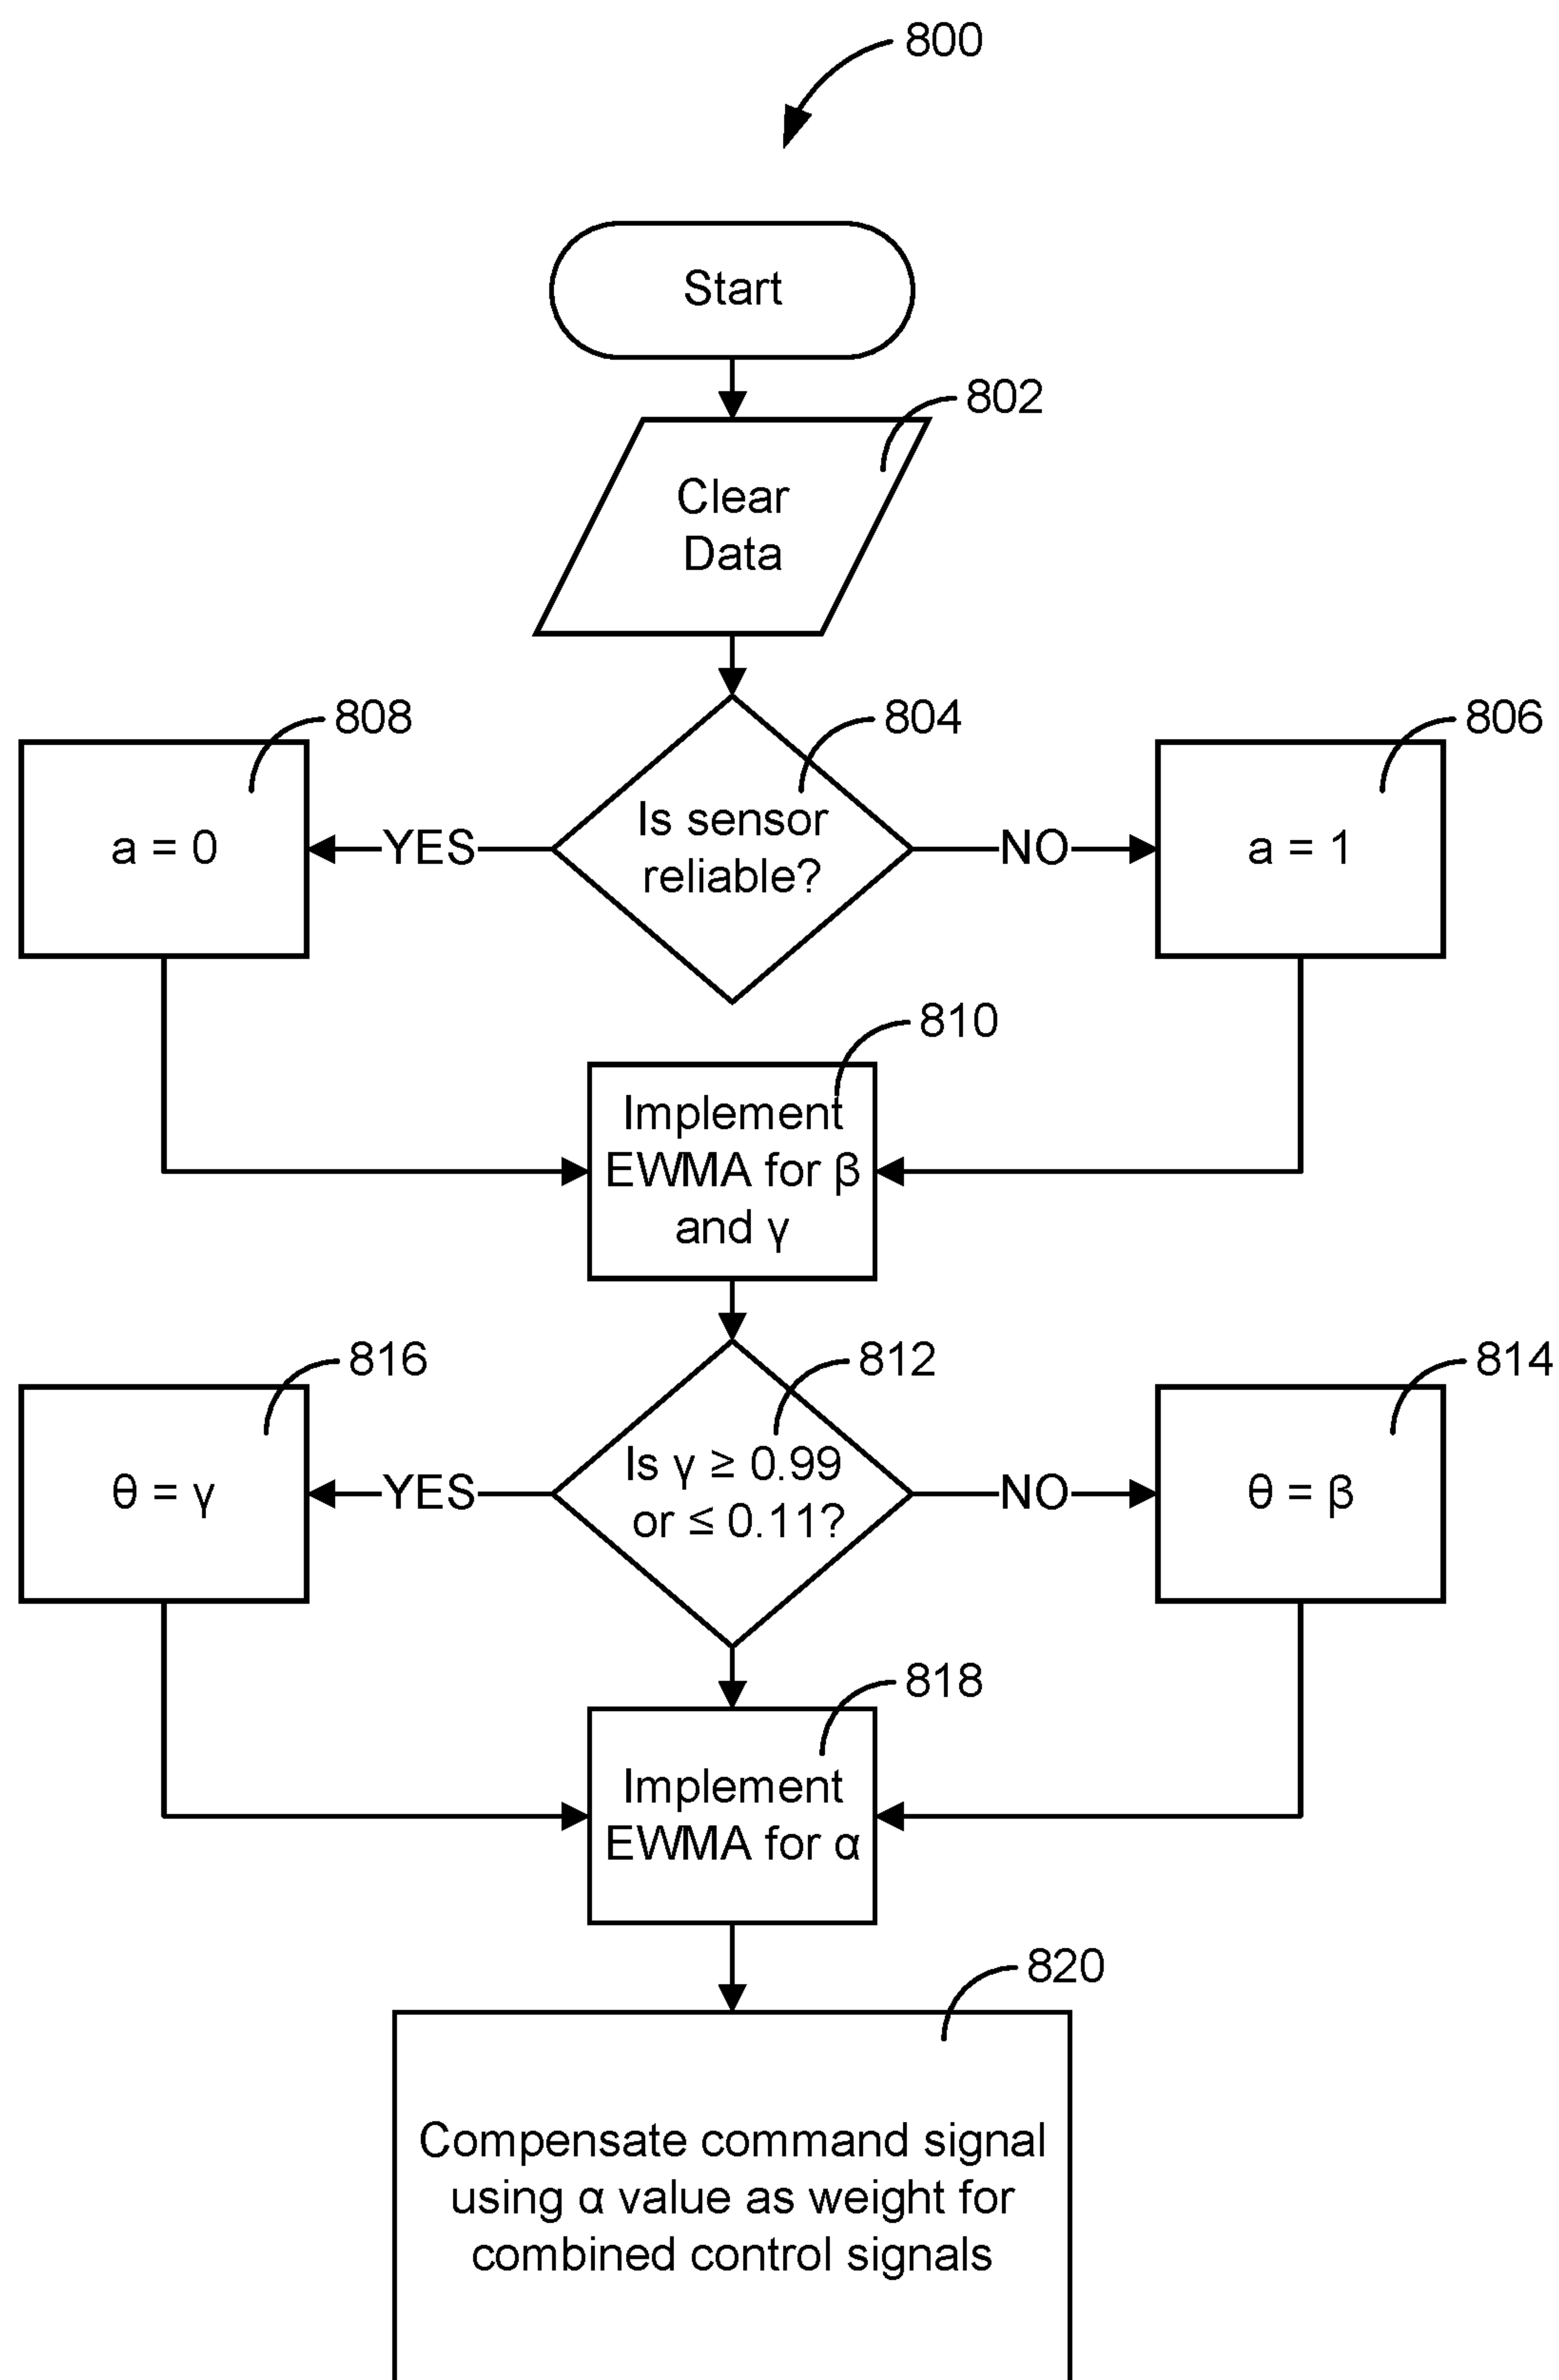 800
Start
802
Clear
Data
808
804
806
a = 0
YES
Is sensor
reliable?
NO
a = 1
810
Implement
EWMA for β
and γ
816
812
814
θ = γ
YES
Is γ ≥ 0.99
or ≤ 0.11?
NO
θ = β
818
Implement
EWMA for α
820
Compensate command signal
using α value as weight for
combined control signals